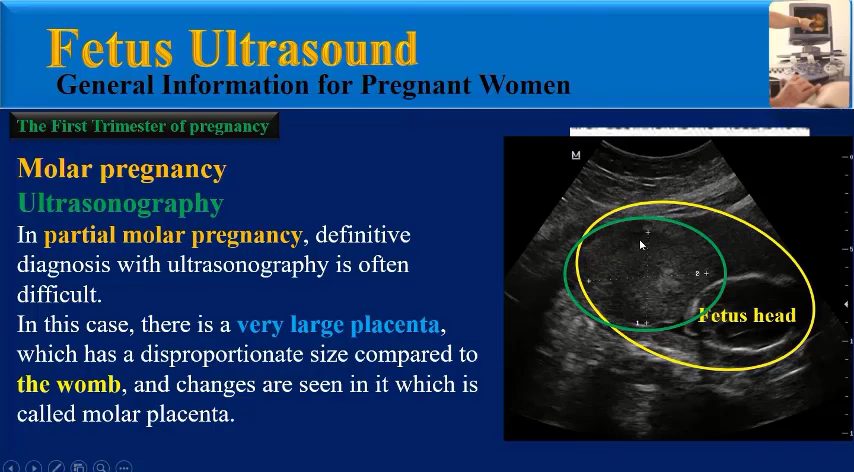 Fetus Ultrasound
General Information for Pregnant Women
The First Trimester of pregnancy
Molar pregnancy
Ultrasonography
In partial molar pregnancy, definitive
diagnosis with ultrasonography is often
difficult.
In this case, there is a very large placenta,
which has a disproportionate size compared to
the womb, and changes are seen in it which is
called molar placenta.
M
2
Fetus head
1